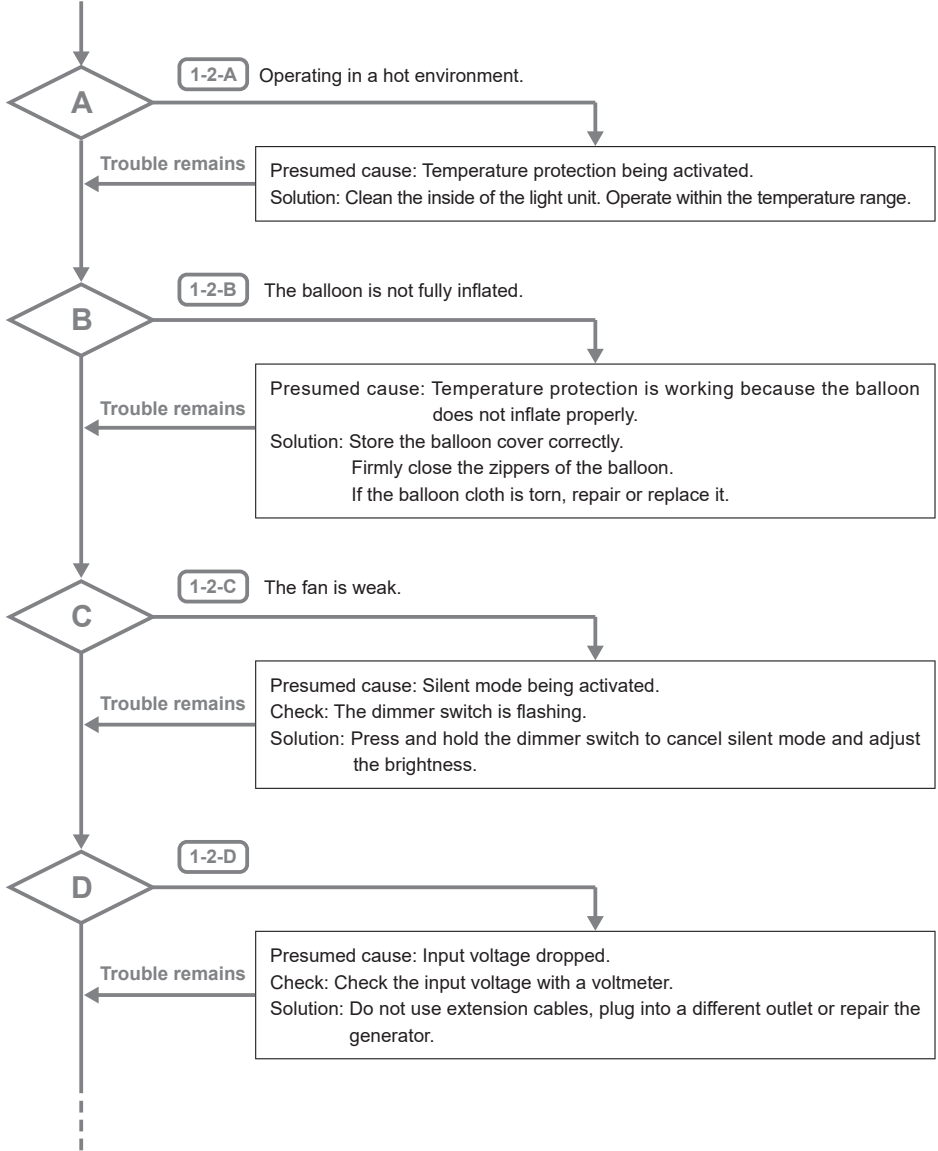 1-2-A Operating in a hot environment.
A
Trouble remains
Presumed cause: Temperature protection being activated.
Solution: Clean the inside of the light unit. Operate within the temperature range.
1-2-B The balloon is not fully inflated.
B
Trouble remains
Presumed cause: Temperature protection is working because the balloon
does not inflate properly.
Solution: Store the balloon cover correctly.
Firmly close the zippers of the balloon.
If the balloon cloth is torn, repair or replace it.
1-2-C The fan is weak.
C
Trouble remains
Presumed cause: Silent mode being activated.
Check: The dimmer switch is flashing.
Solution: Press and hold the dimmer switch to cancel silent mode and adjust
the brightness.
1-2-D
D
Trouble remains
Presumed cause: Input voltage dropped.
Check: Check the input voltage with a voltmeter.
Solution: Do not use extension cables, plug into a different outlet or repair the
generator.